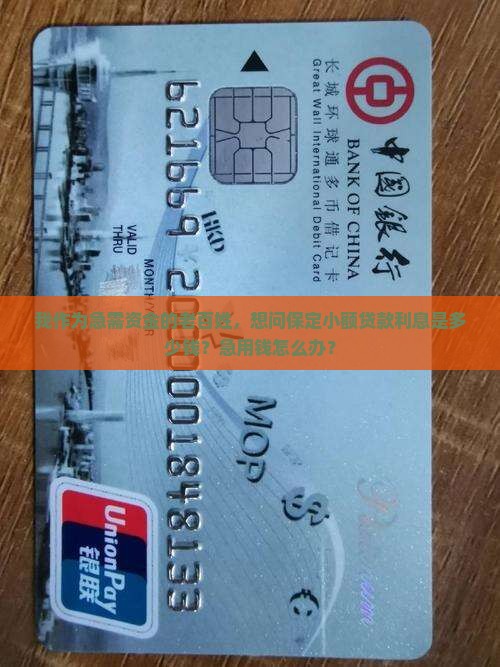 中国银行
BANK OF CHINA
长城环球通多币借记卡
Great Wall International Debit Card
621669
HKD
VALID
THRU
我作为急需资金的老百姓，想问保定小额贷款利息是多
少钱？急用钱怎么办？
MOP
$
€
UnionPay
银联